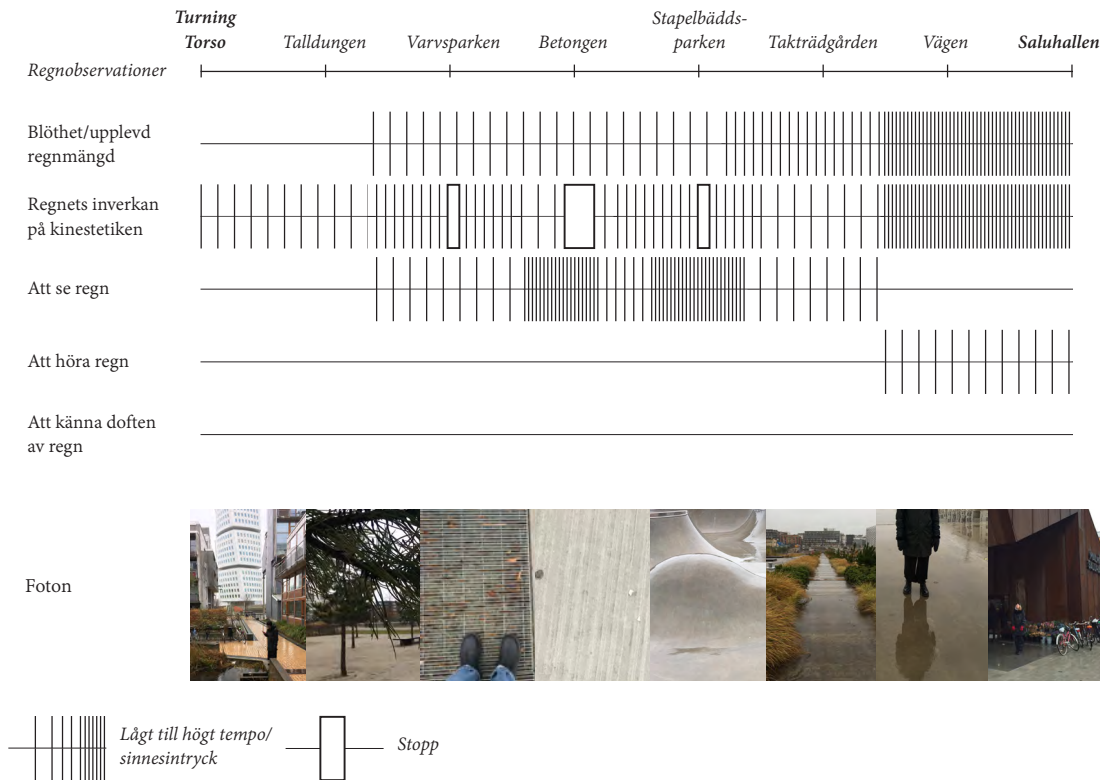 Turning
Torso
Talldungen
Varvsparken
Betongen
Stapelbädds-
parken
Takträdgården
Vägen
Saluhallen
Regnobservationer
Blöthet/upplevd
regnmängd
Regnets inverkan
på kinestetiken
Att se regn
Att höra regn
Att känna doften
av regn
Foton
Lågt till högt tempo/
sinnesintryck
Stopp